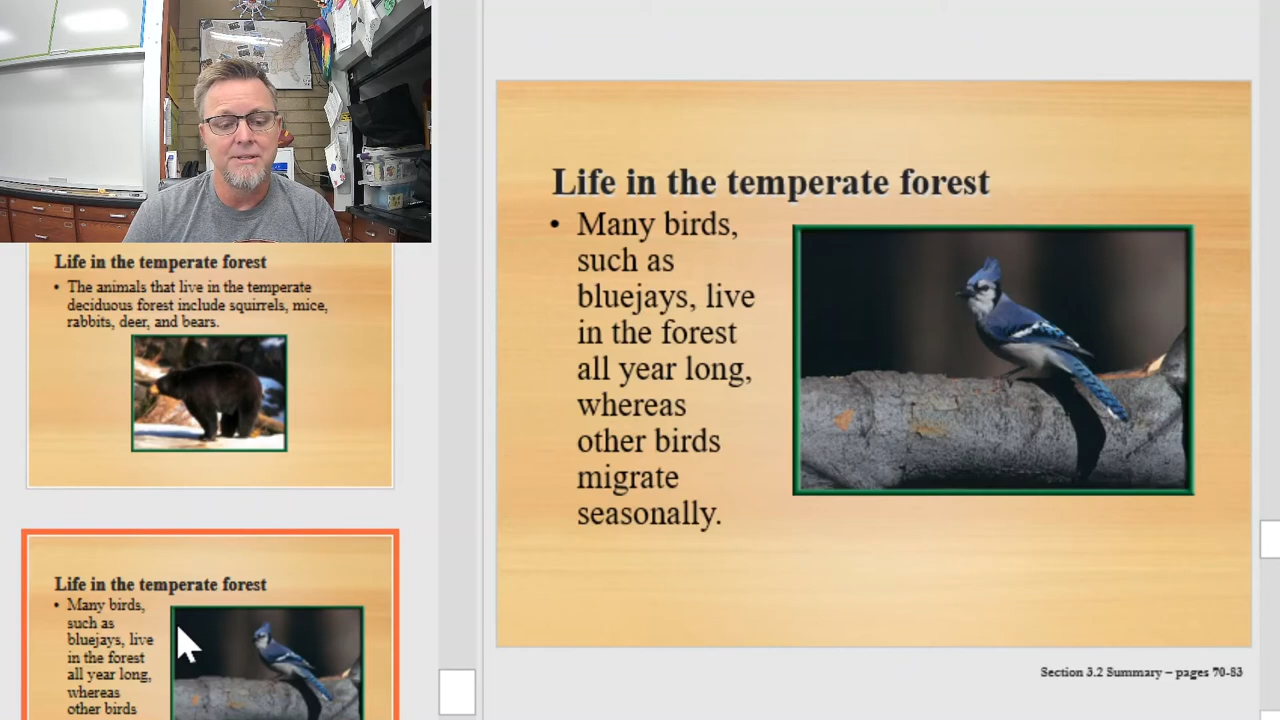 Life in the temperate forest
• The animals that live in the temperate
deciduous forest include squirrels, mice,
rabbits, deer, and bears.
Life in the temperate forest
• Many birds,
such as
bluejays, live
in the forest
all year long,
whereas
other birds
Life in the temperate forest
• Many birds,
such as
bluejays, live
in the forest
all year long,
whereas
other birds
migrate
seasonally.
Section 3.2 Summary – pages 70-83